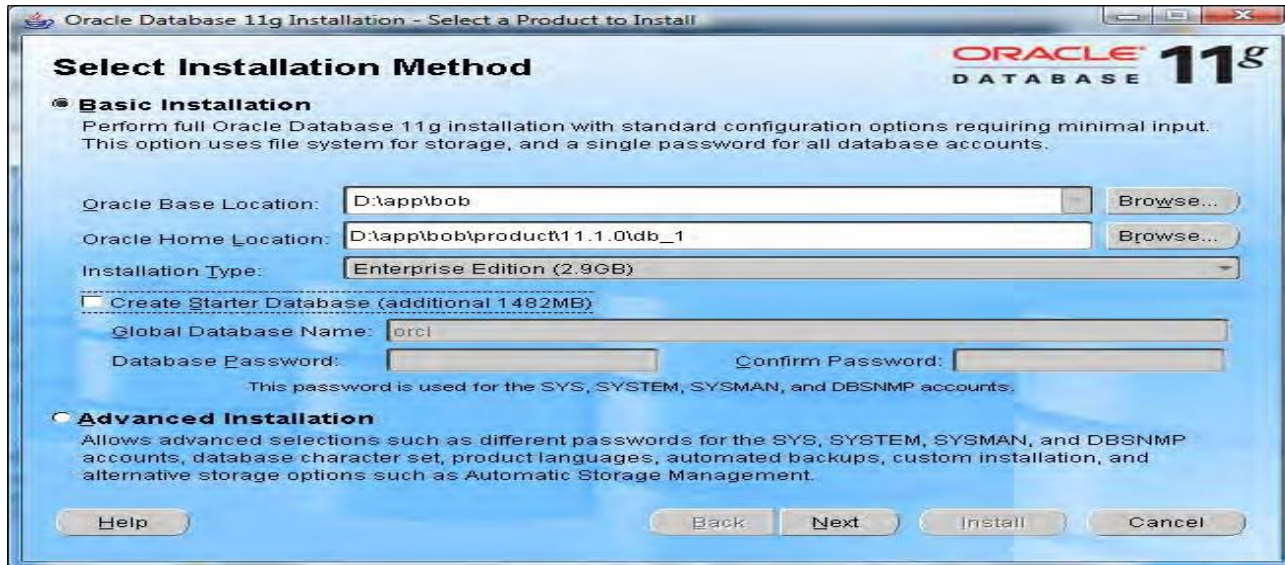 Oracle Database 11g Installation - Select a Product to Install
Select Installation Method
ORACLE 11g
DATABASE
Basic Installation
Perform full Oracle Database 11g installation with standard configuration options requiring minimal input.
This option uses file system for storage, and a single password for all database accounts.
Oracle Base Location: D:\app\bob Browse...
Oracle Home Location: D:\app\bob\product\11.1.0\db_1 Browse...
Installation Type: Enterprise Edition (2.9GB)
Create Starter Database (additional 1482MB)
Global Database Name: orcl
Database Password: Confirm Password:
This password is used for the SYS, SYSTEM, SYSMAN, and DBSNMP accounts.
Advanced Installation
Allows advanced selections such as different passwords for the SYS, SYSTEM, SYSMAN, and DBSNMP
accounts, database character set, product languages, automated backups, custom installation, and
alternative storage options such as Automatic Storage Management.
Help Back Next Install Cancel